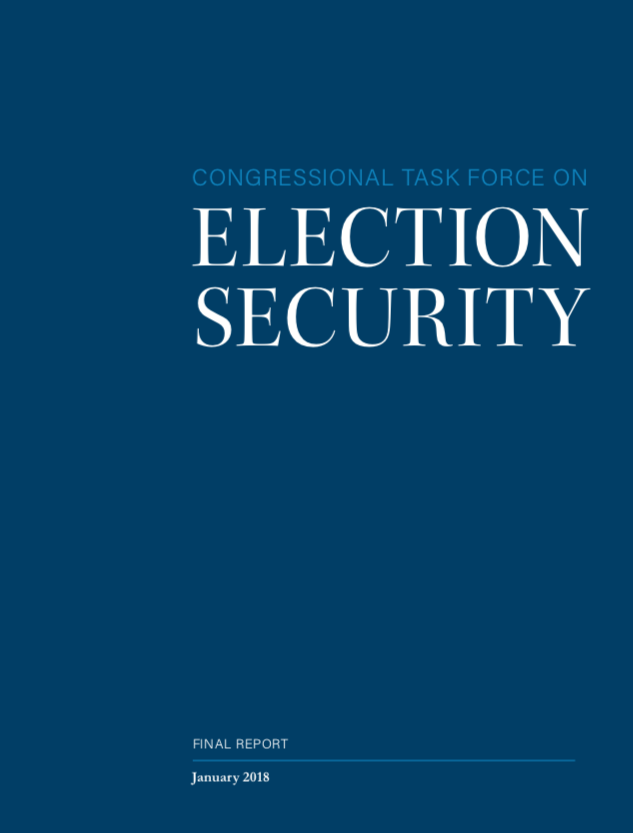 CONGRESSIONAL TASK FORCE ON
ELECTION
SECURITY
FINAL REPORT
January 2018